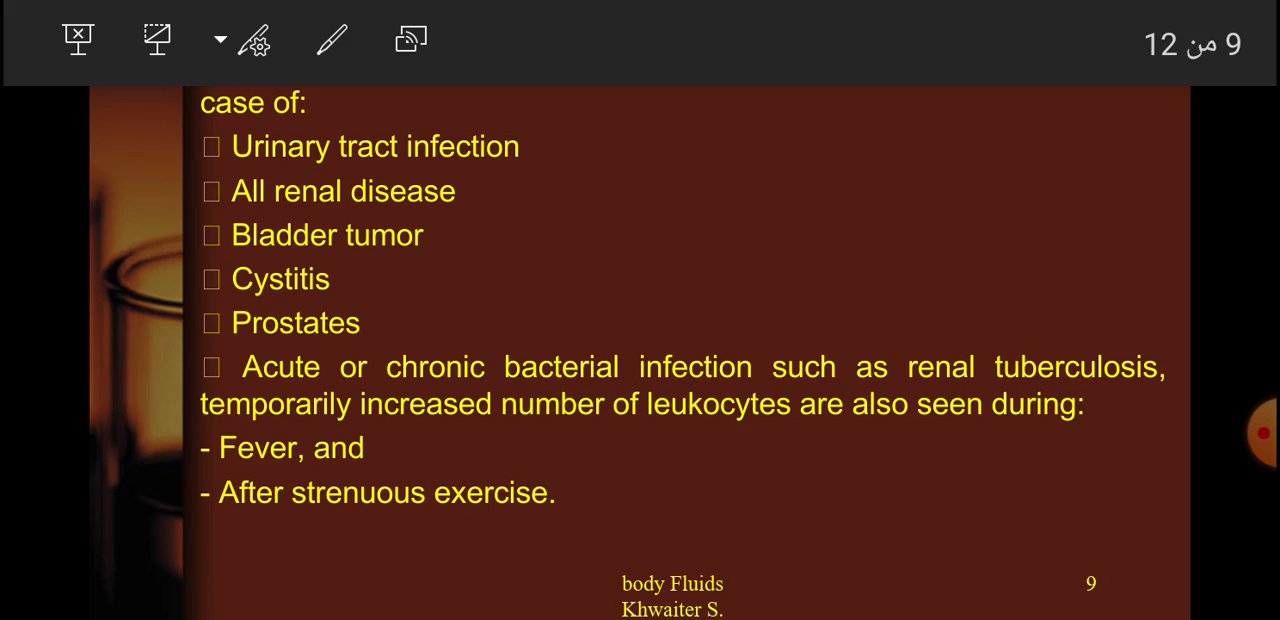 9 من 12
case of:
Urinary tract infection
All renal disease
Bladder tumor
Cystitis
Prostates
Acute or chronic bacterial infection such as renal tuberculosis,
temporarily increased number of leukocytes are also seen during:
- Fever, and
- After strenuous exercise.
body Fluids
Khwaiter S.
9